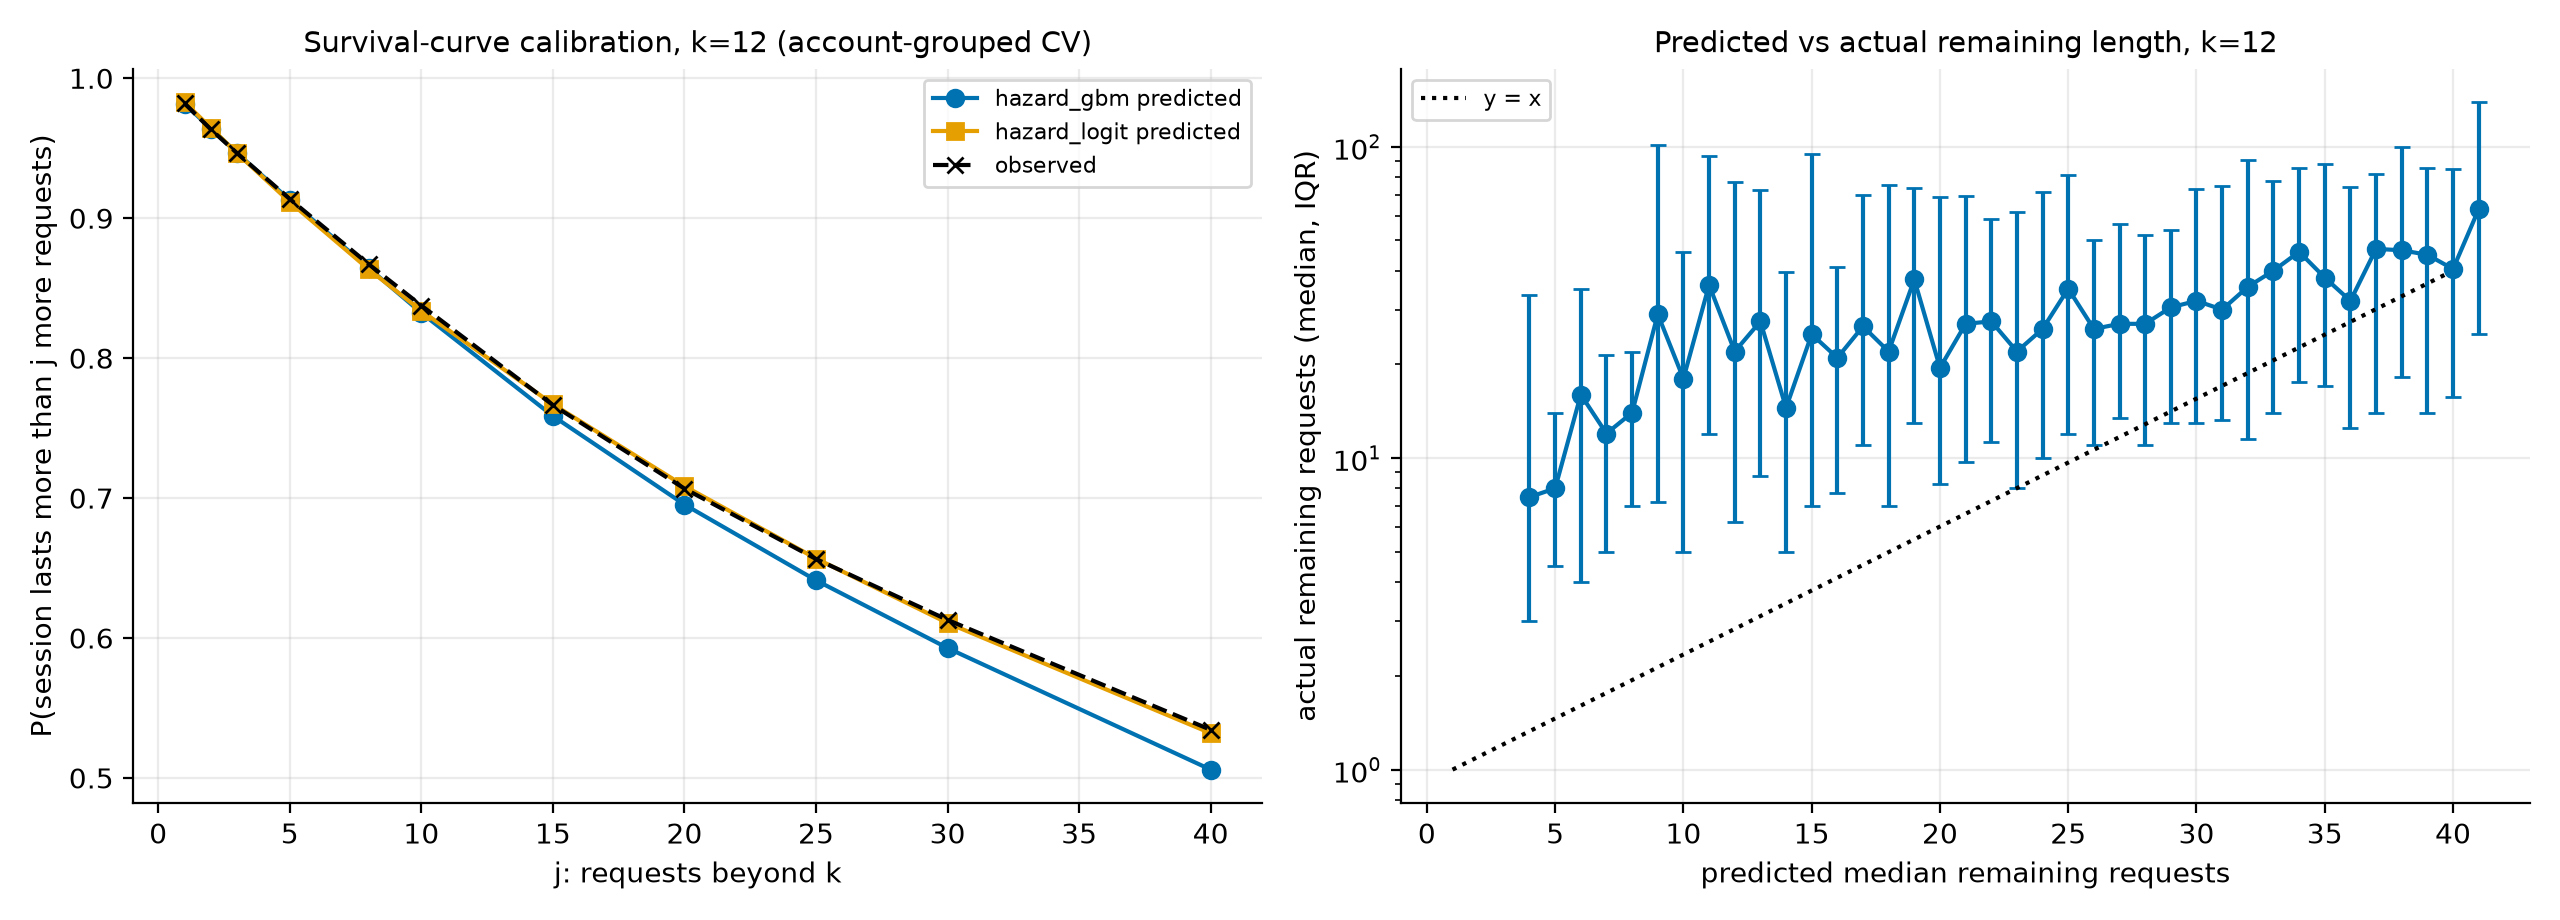 Survival-curve calibration, k=12 (account-grouped CV)
P(session lasts more than j more requests)
1.0
0.9
0.8
0.7
0.6
0.5
hazard_gbm predicted
hazard_logit predicted
observed
0 5 10 15 20 25 30 35 40
j: requests beyond k
Predicted vs actual remaining length, k=12
actual remaining requests (median, IQR)
10²
10¹
10⁰
y = x
0 5 10 15 20 25 30 35 40
predicted median remaining requests